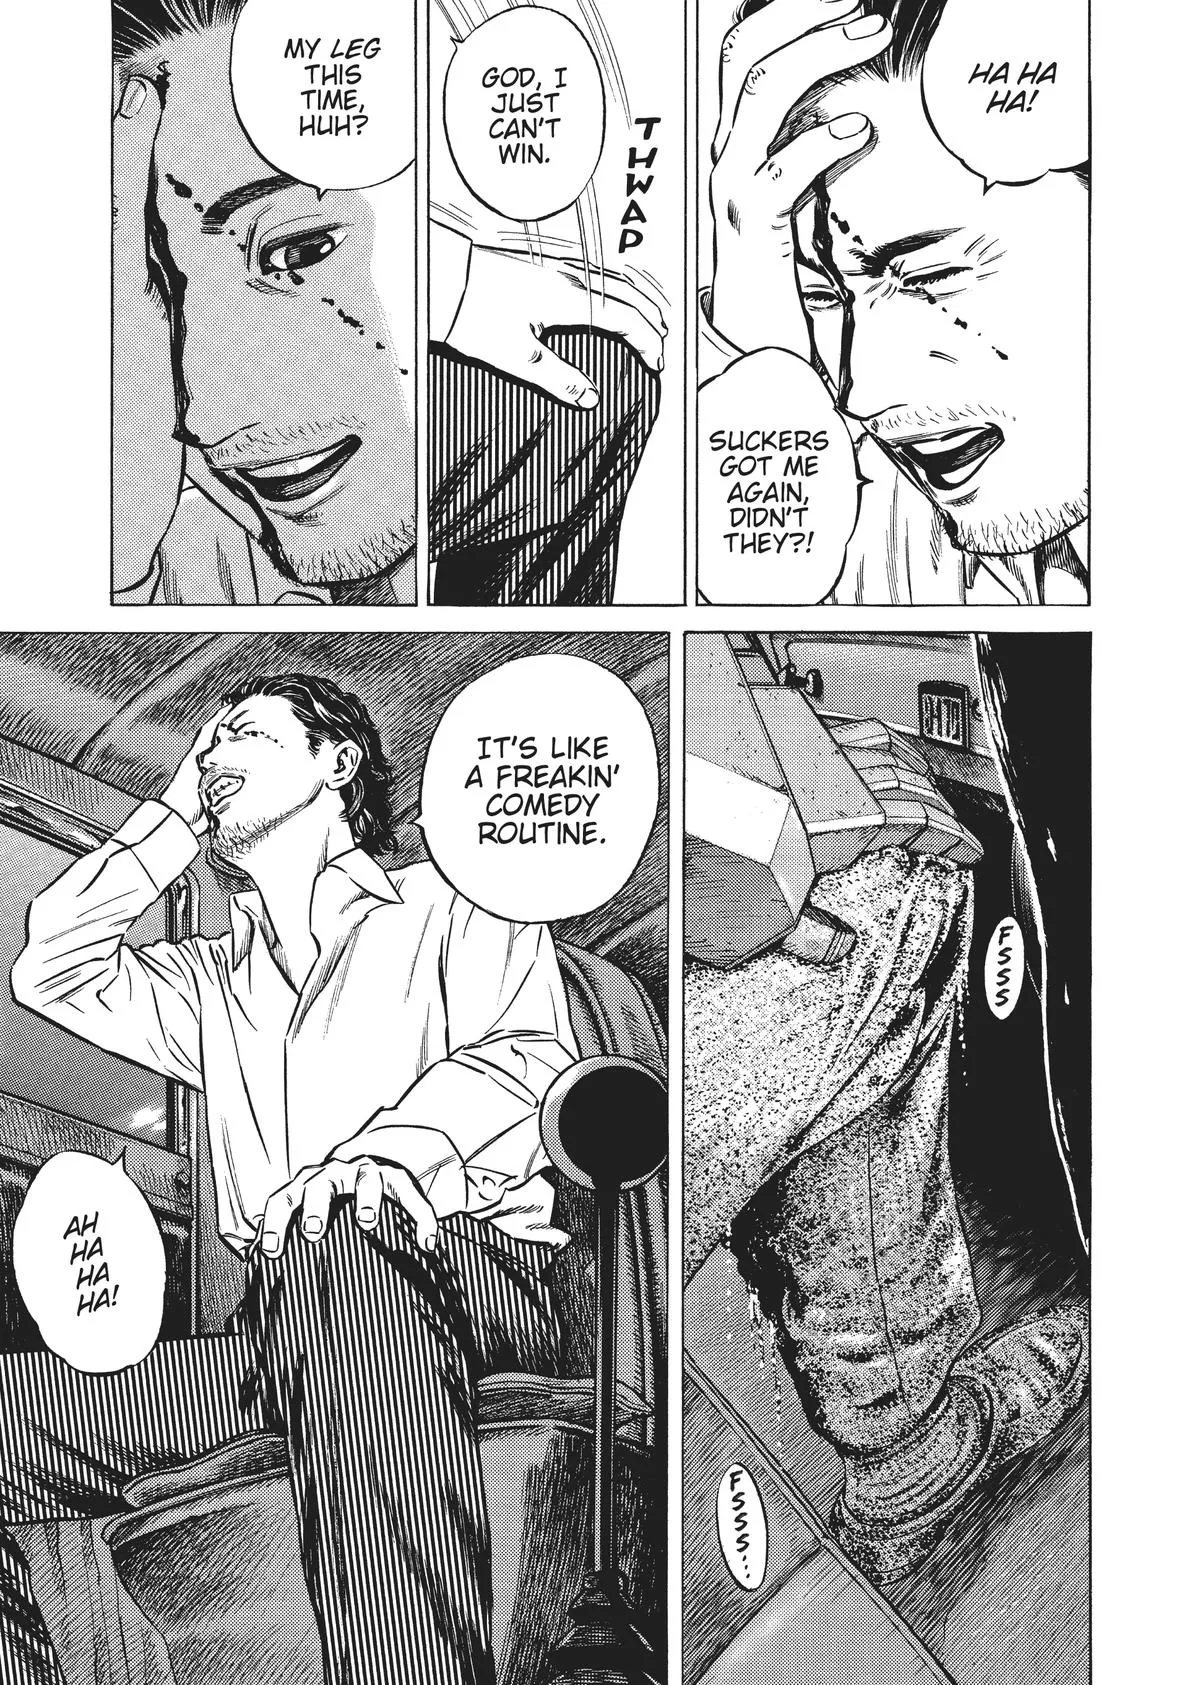 HA HA
HA!
SUCKERS
GOT ME
AGAIN,
DIDN'T
THEY?!
GOD, I
JUST
CAN'T
WIN.
THWAP
MY LEG
THIS
TIME,
HUH?
FSSS
FSSS...
IT'S LIKE
A FREAKIN'
COMEDY
ROUTINE.
AH
HA
HA
HA!